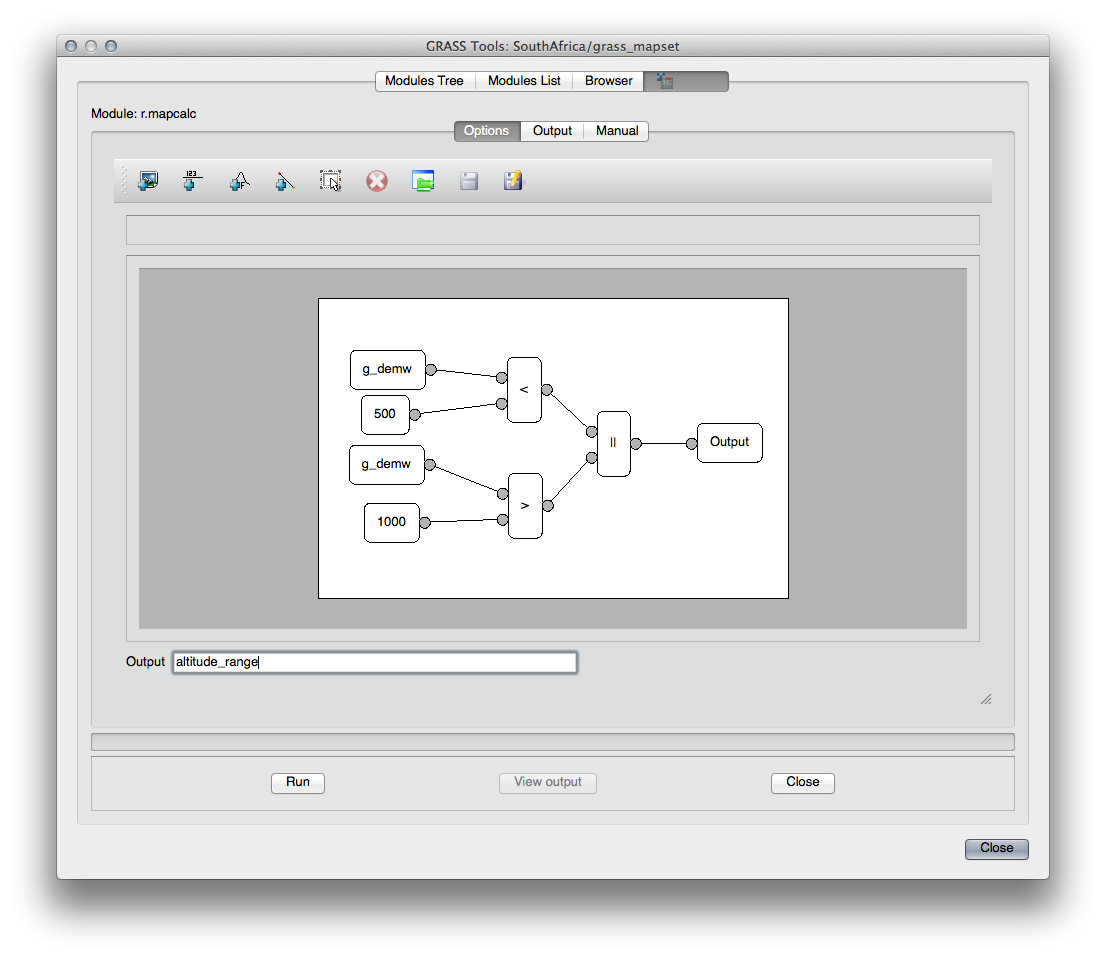 GRASS Tools: SouthAfrica/grass_mapset
Modules Tree Modules List Browser
Module: r.mapcalc
Options Output Manual
123
F
g_demw
<
500
||
Output
g_demw
>
1000
Output altitude_range
Run View output Close
Close